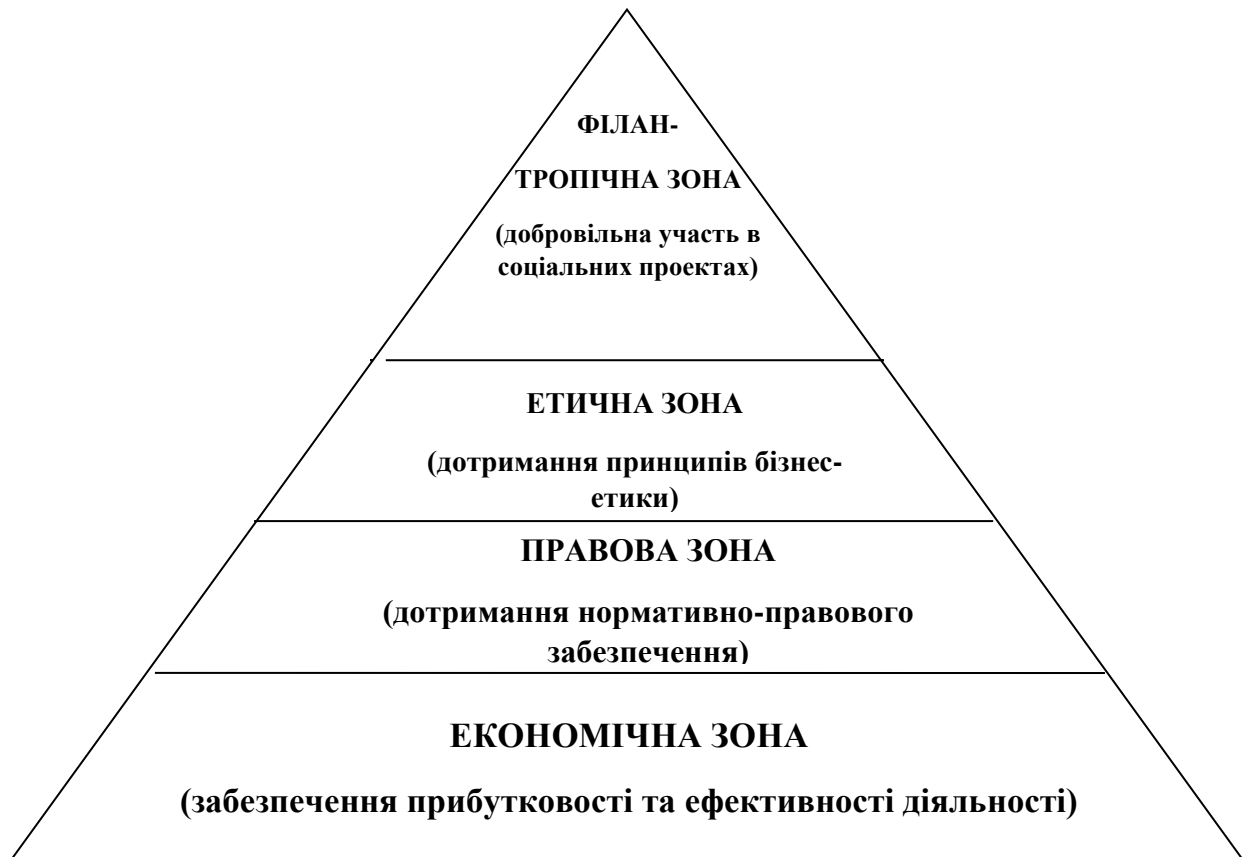 ФІЛАН-
ТРОПІЧНА ЗОНА
(добровільна участь в
соціальних проектах)
ЕТИЧНА ЗОНА
(дотримання принципів бізнес-
етики)
ПРАВОВА ЗОНА
(дотримання нормативно-правового
забезпечення)
ЕКОНОМІЧНА ЗОНА
(забезпечення прибутковості та ефективності діяльності)